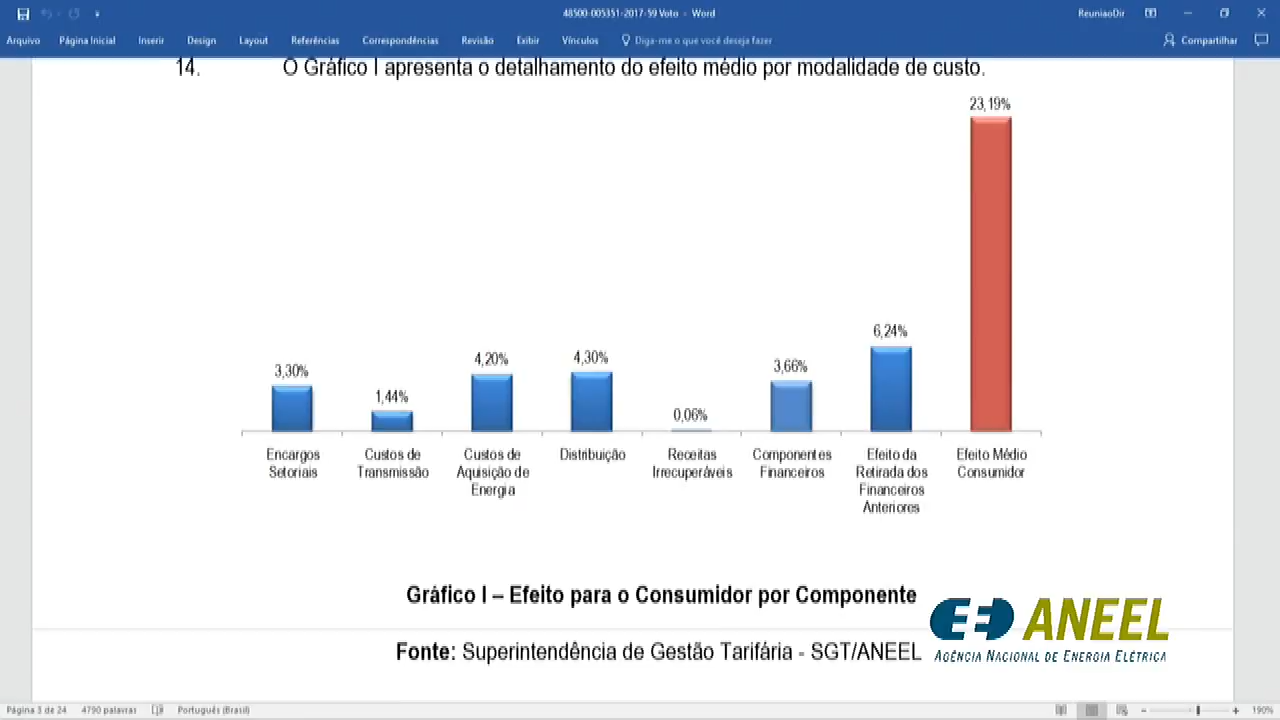 48500-005351-2017-59 Voto - Word
ReuniaoDir
Arquivo Página Inicial Inserir Design Layout Referências Correspondências Revisão Exibir Vínculos Diga-me o que você deseja fazer Compartilhar
14. O Gráfico I apresenta o detalhamento do efeito médio por modalidade de custo.
23,19%
6,24%
4,20%
4,30%
3,66%
3,30%
1,44%
0,06%
Encargos
Setoriais
Custos de
Transmissão
Custos de
Aquisição de
Energia
Distribuição
Receitas
Irrecuperáveis
Componentes
Financeiros
Efeito da
Retirada dos
Financeiros
Anteriores
Efeito Médio
Consumidor
Gráfico I – Efeito para o Consumidor por Componente
Fonte: Superintendência de Gestão Tarifária - SGT/ANEEL
ANEEL
AGÊNCIA NACIONAL DE ENERGIA ELÉTRICA
Página 3 de 24 4790 palavras Português (Brasil) 190%